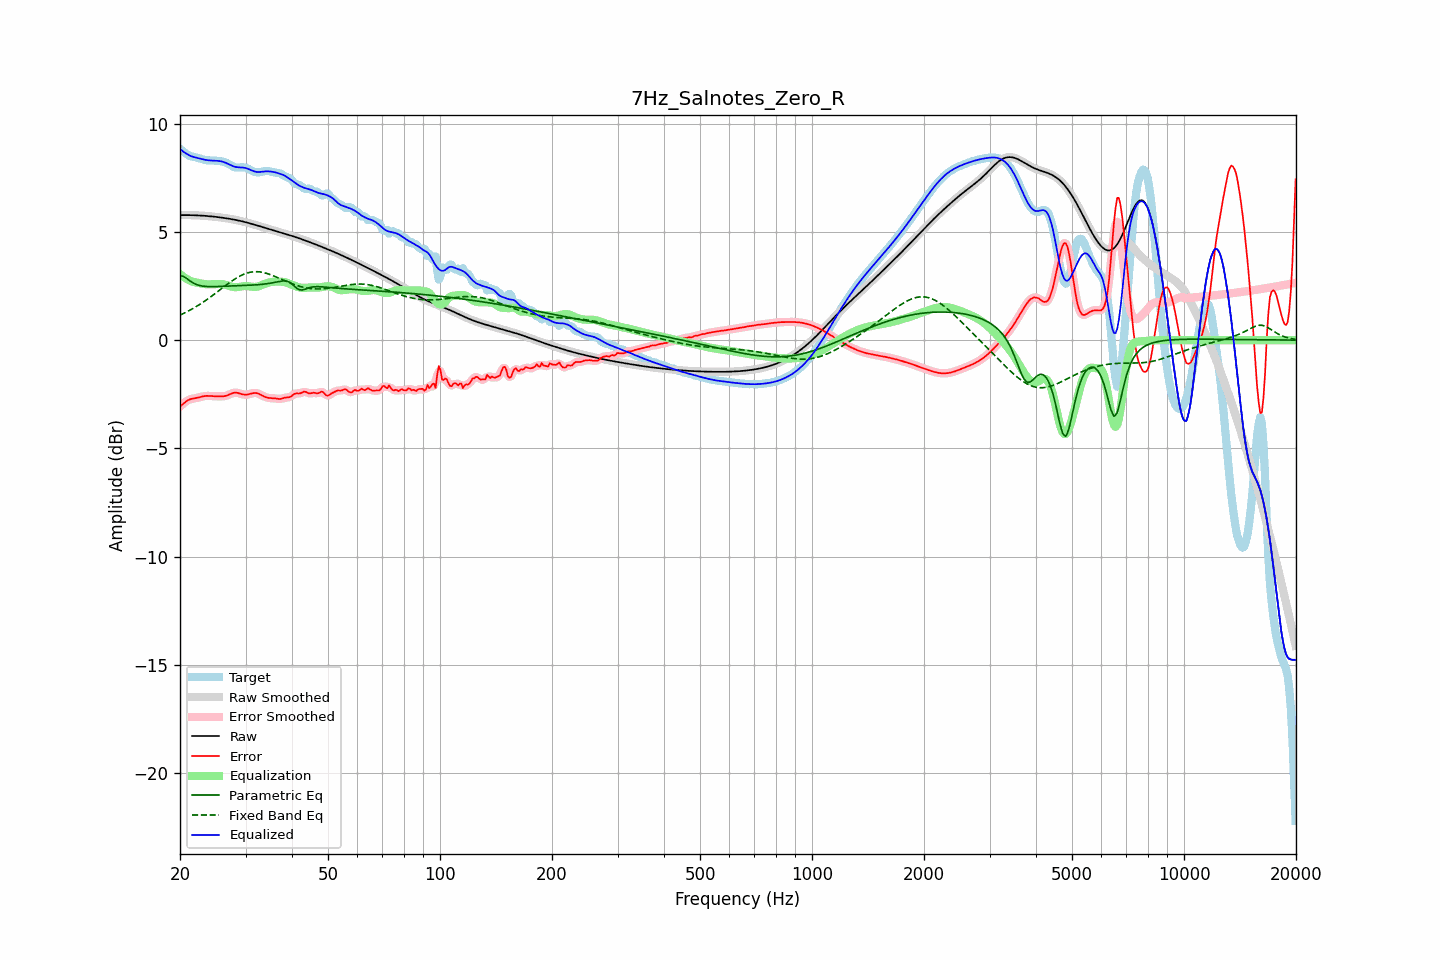 7Hz_Salnotes_Zero_R
10
5
0
−5
−10
−15
−20
Amplitude (dBr)
Target
Raw Smoothed
Error Smoothed
Raw
Error
Equalization
Parametric Eq
Fixed Band Eq
Equalized
20 50 100 200 500 1000 2000 5000 10000 20000
Frequency (Hz)